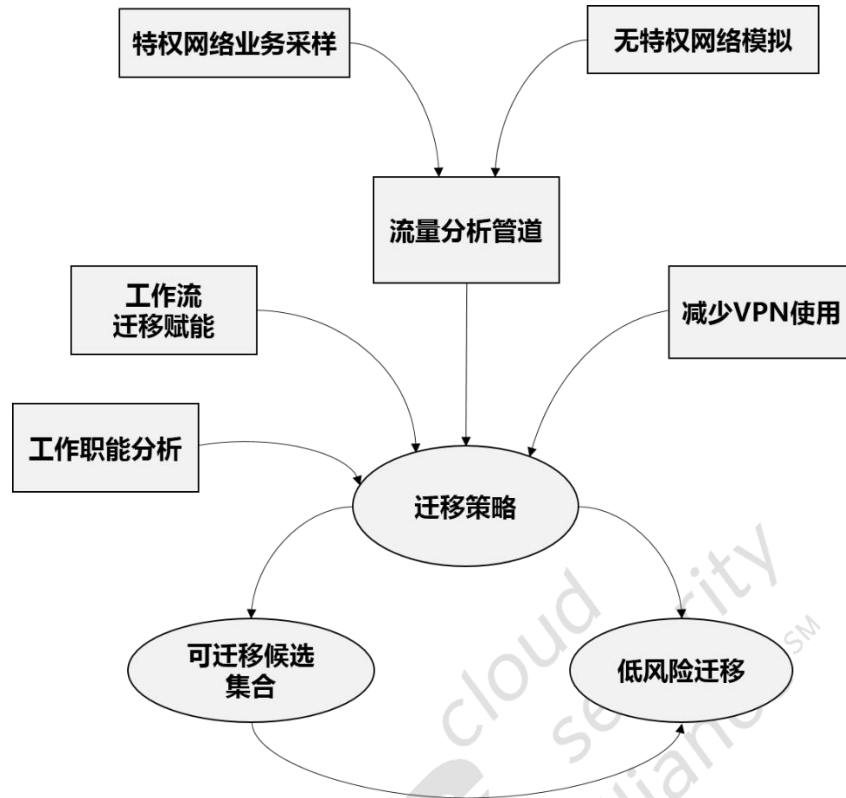 特权网络业务采样
无特权网络模拟
流量分析管道
工作流
迁移赋能
减少VPN使用
工作职能分析
迁移策略
可迁移候选
集合
低风险迁移
cloud
security
alliance SM